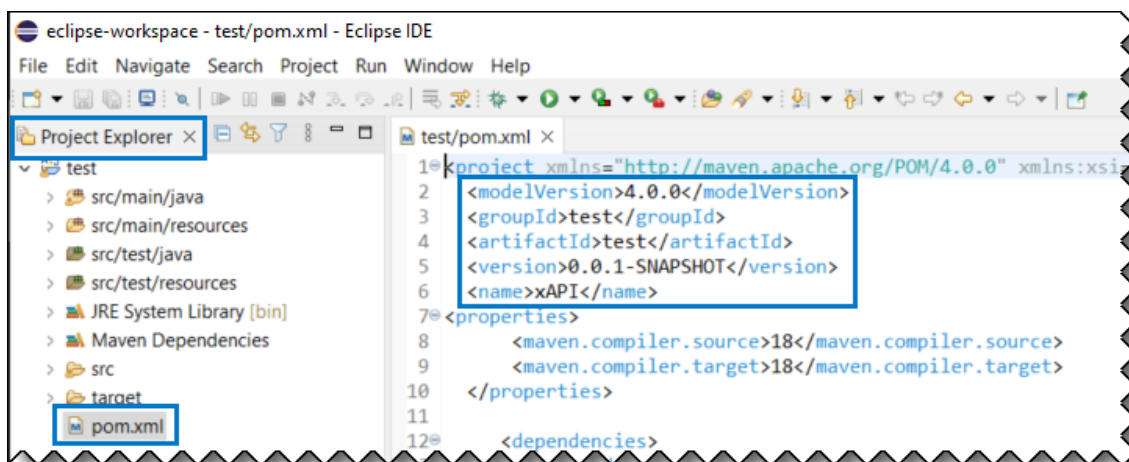 eclipse-workspace - test/pom.xml - Eclipse IDE
File Edit Navigate Search Project Run Window Help
Project Explorer
test
src/main/java
src/main/resources
src/test/java
src/test/resources
JRE System Library [bin]
Maven Dependencies
src
target
pom.xml
test/pom.xml
1 <project xmlns="http://maven.apache.org/POM/4.0.0" xmlns:xsi
2 <modelVersion>4.0.0</modelVersion>
3 <groupId>test</groupId>
4 <artifactId>test</artifactId>
5 <version>0.0.1-SNAPSHOT</version>
6 <name>xAPI</name>
7 <properties>
8 <maven.compiler.source>18</maven.compiler.source>
9 <maven.compiler.target>18</maven.compiler.target>
10 </properties>
11
12 <dependencies>